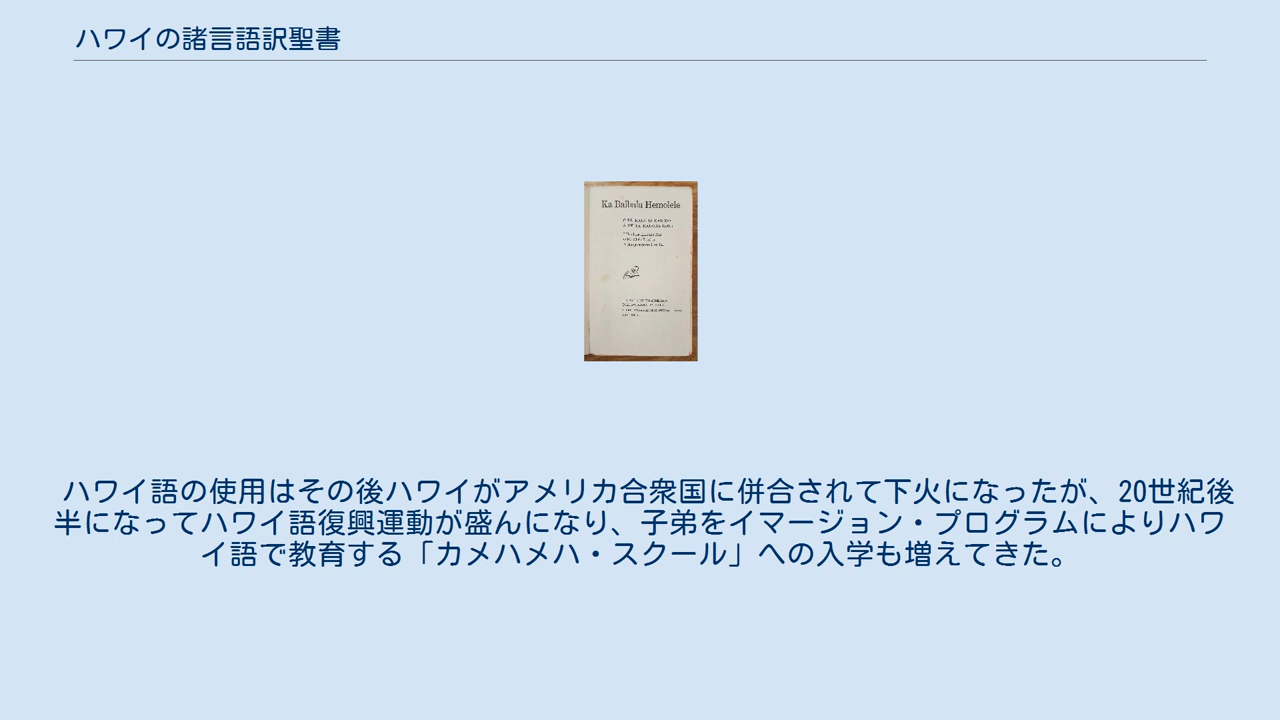 ハワイの諸言語訳聖書
Ka Baibala Hemolele
ハワイ語の使用はその後ハワイがアメリカ合衆国に併合されて下火になったが、20世紀後
半になってハワイ語復興運動が盛んになり、子弟をイマージョン・プログラムによりハワ
イ語で教育する「カメハメハ・スクール」への入学も増えてきた。